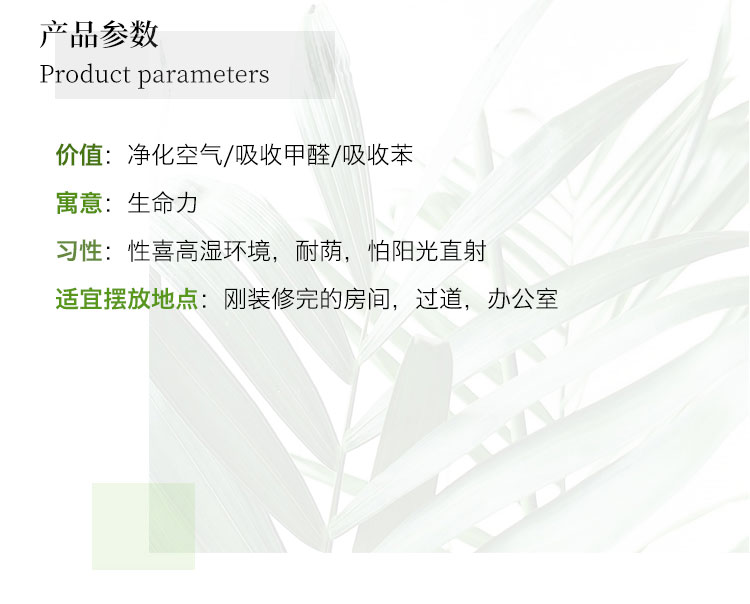 产品参数
Product parameters
价值：净化空气/吸收甲醛/吸收苯
寓意：生命力
习性：性喜高湿环境，耐荫，怕阳光直射
适宜摆放地点：刚装修完的房间，过道，办公室